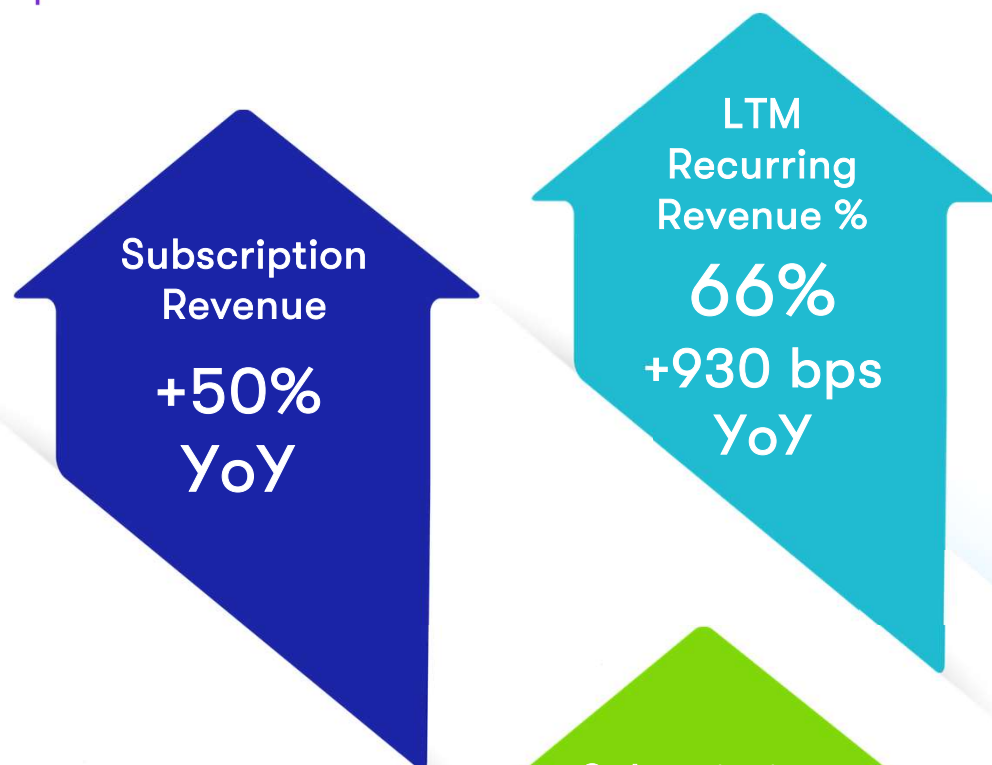 Subscription
Revenue
+50%
YoY
LTM
Recurring
Revenue %
66%
+930 bps
YoY